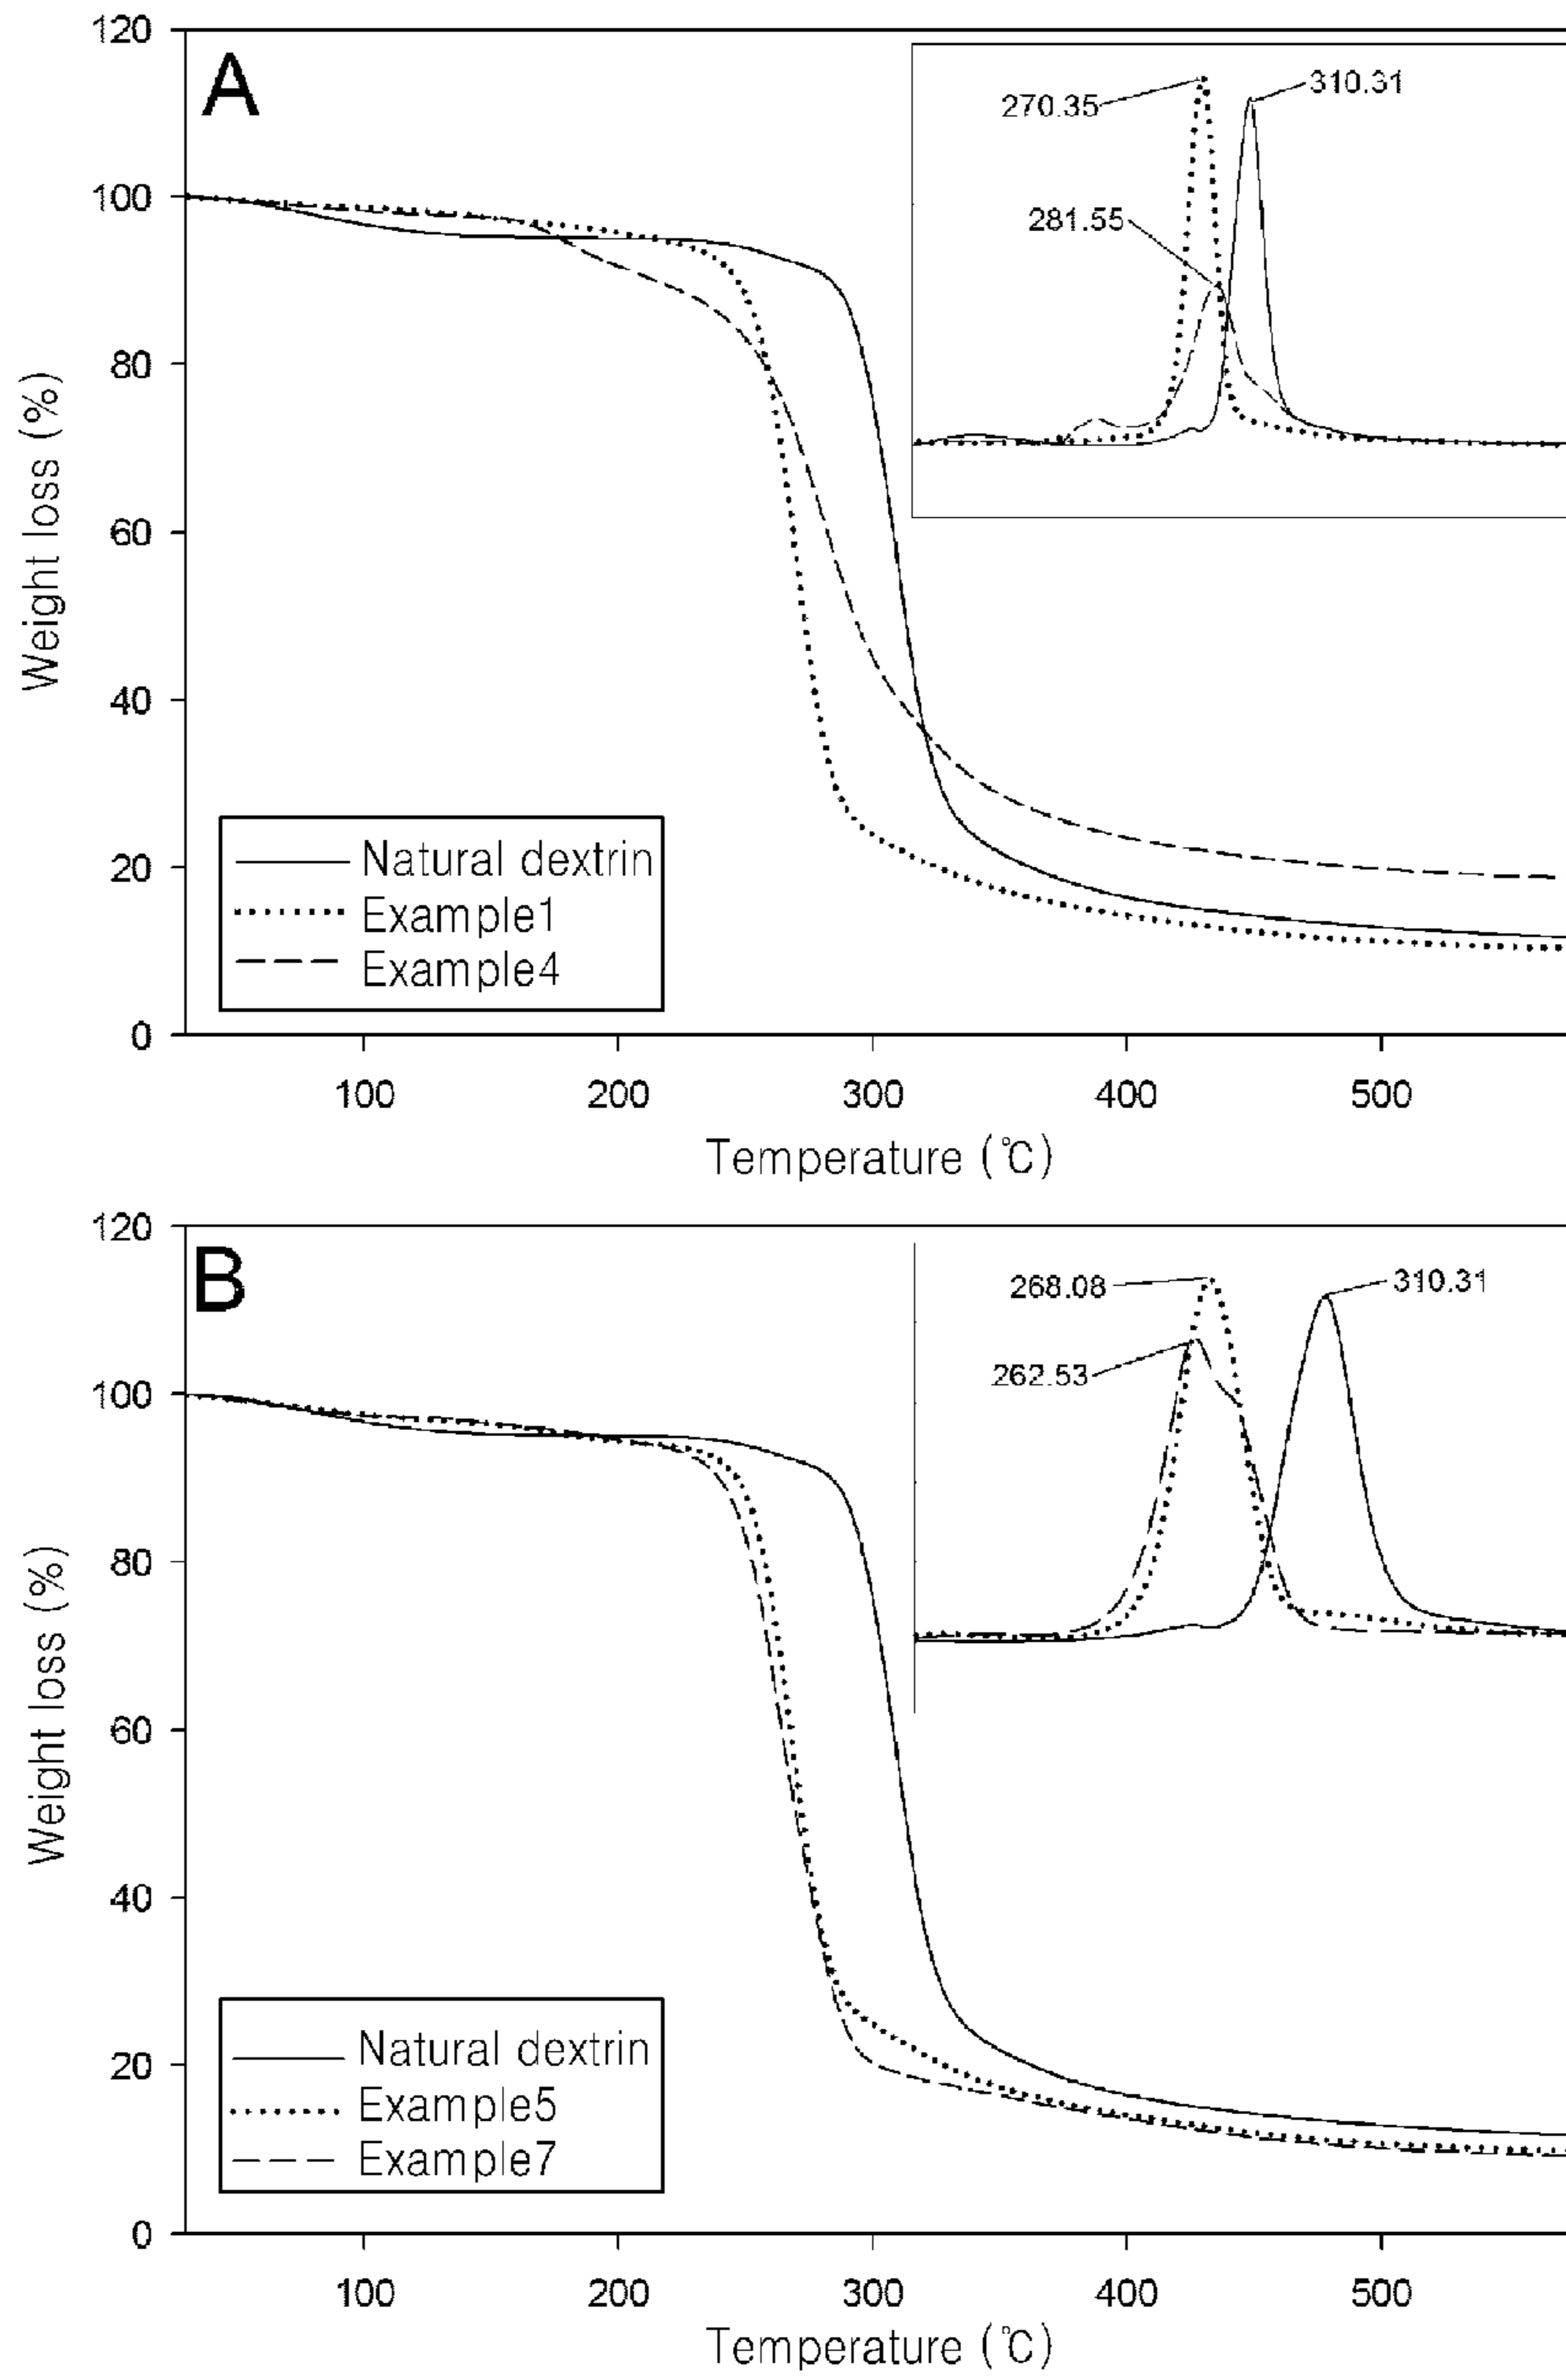 120
A
270.35
310.31
100
281.55
80
Weight loss (%)
60
40
Natural dextrin
20
Example1
Example4
0
100 200 300 400 500
Temperature (℃)
120
B
268.08
310.31
262.53
100
80
Weight loss (%)
60
40
Natural dextrin
20
Example5
Example7
0
100 200 300 400 500
Temperature (℃)